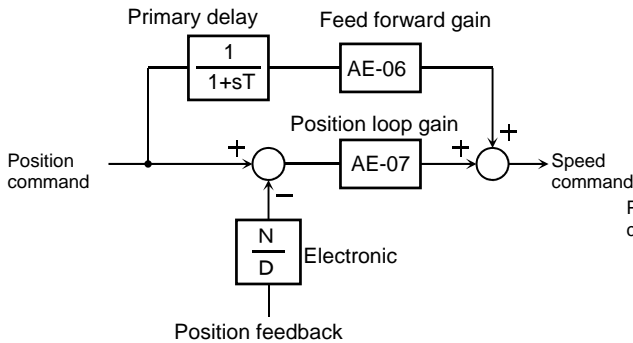 Primary delay
Feed forward gain
1
1+sT
AE-06
Position loop gain
+
Position
command
+
AE-07
+
Speed
command
−
F
N
D
Electronic
Position feedback